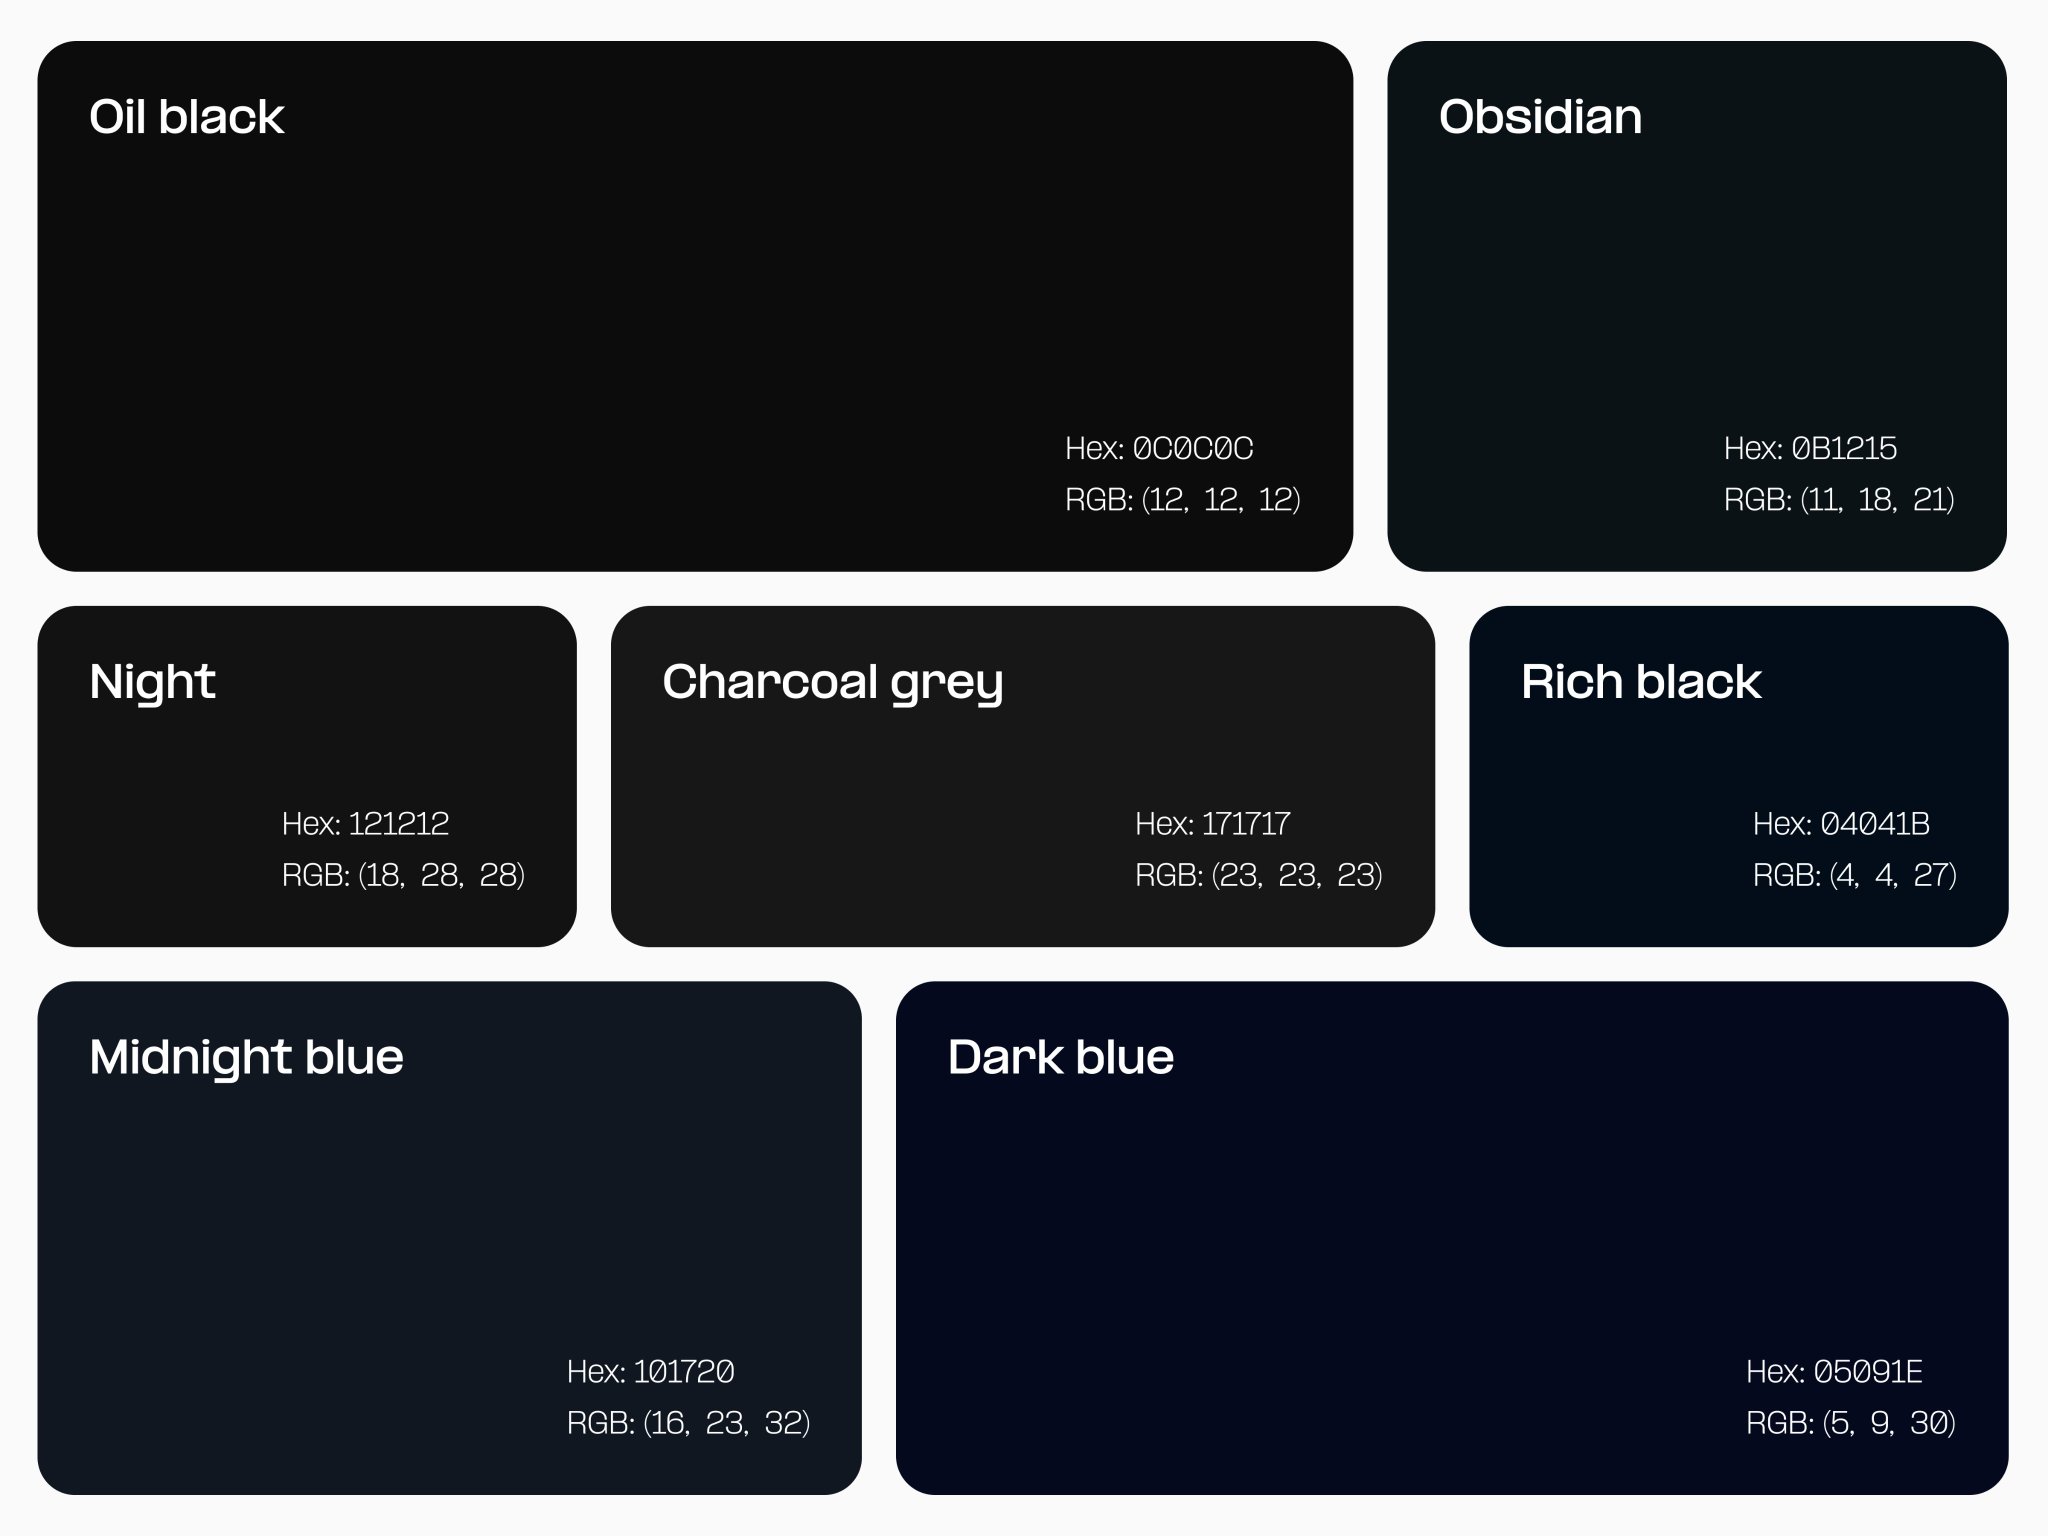 Oil black
Hex: 0C0C0C
RGB: (12, 12, 12)
Obsidian
Hex: 0B1215
RGB: (11, 18, 21)
Night
Hex: 121212
RGB: (18, 28, 28)
Charcoal grey
Hex: 171717
RGB: (23, 23, 23)
Rich black
Hex: 04041B
RGB: (4, 4, 27)
Midnight blue
Hex: 101720
RGB: (16, 23, 32)
Dark blue
Hex: 05091E
RGB: (5, 9, 30)